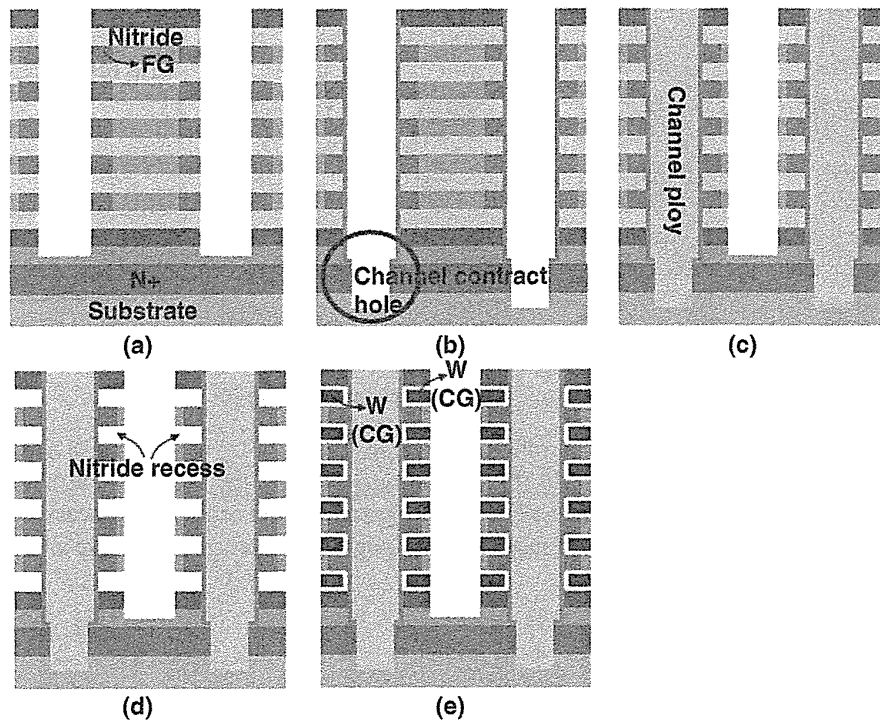 Nitride
FG
N+
Substrate
(a)
Channel contract
hole
(b)
Channel ploy
(c)
Nitride recess
(d)
W
(CG)
W
(CG)
(e)